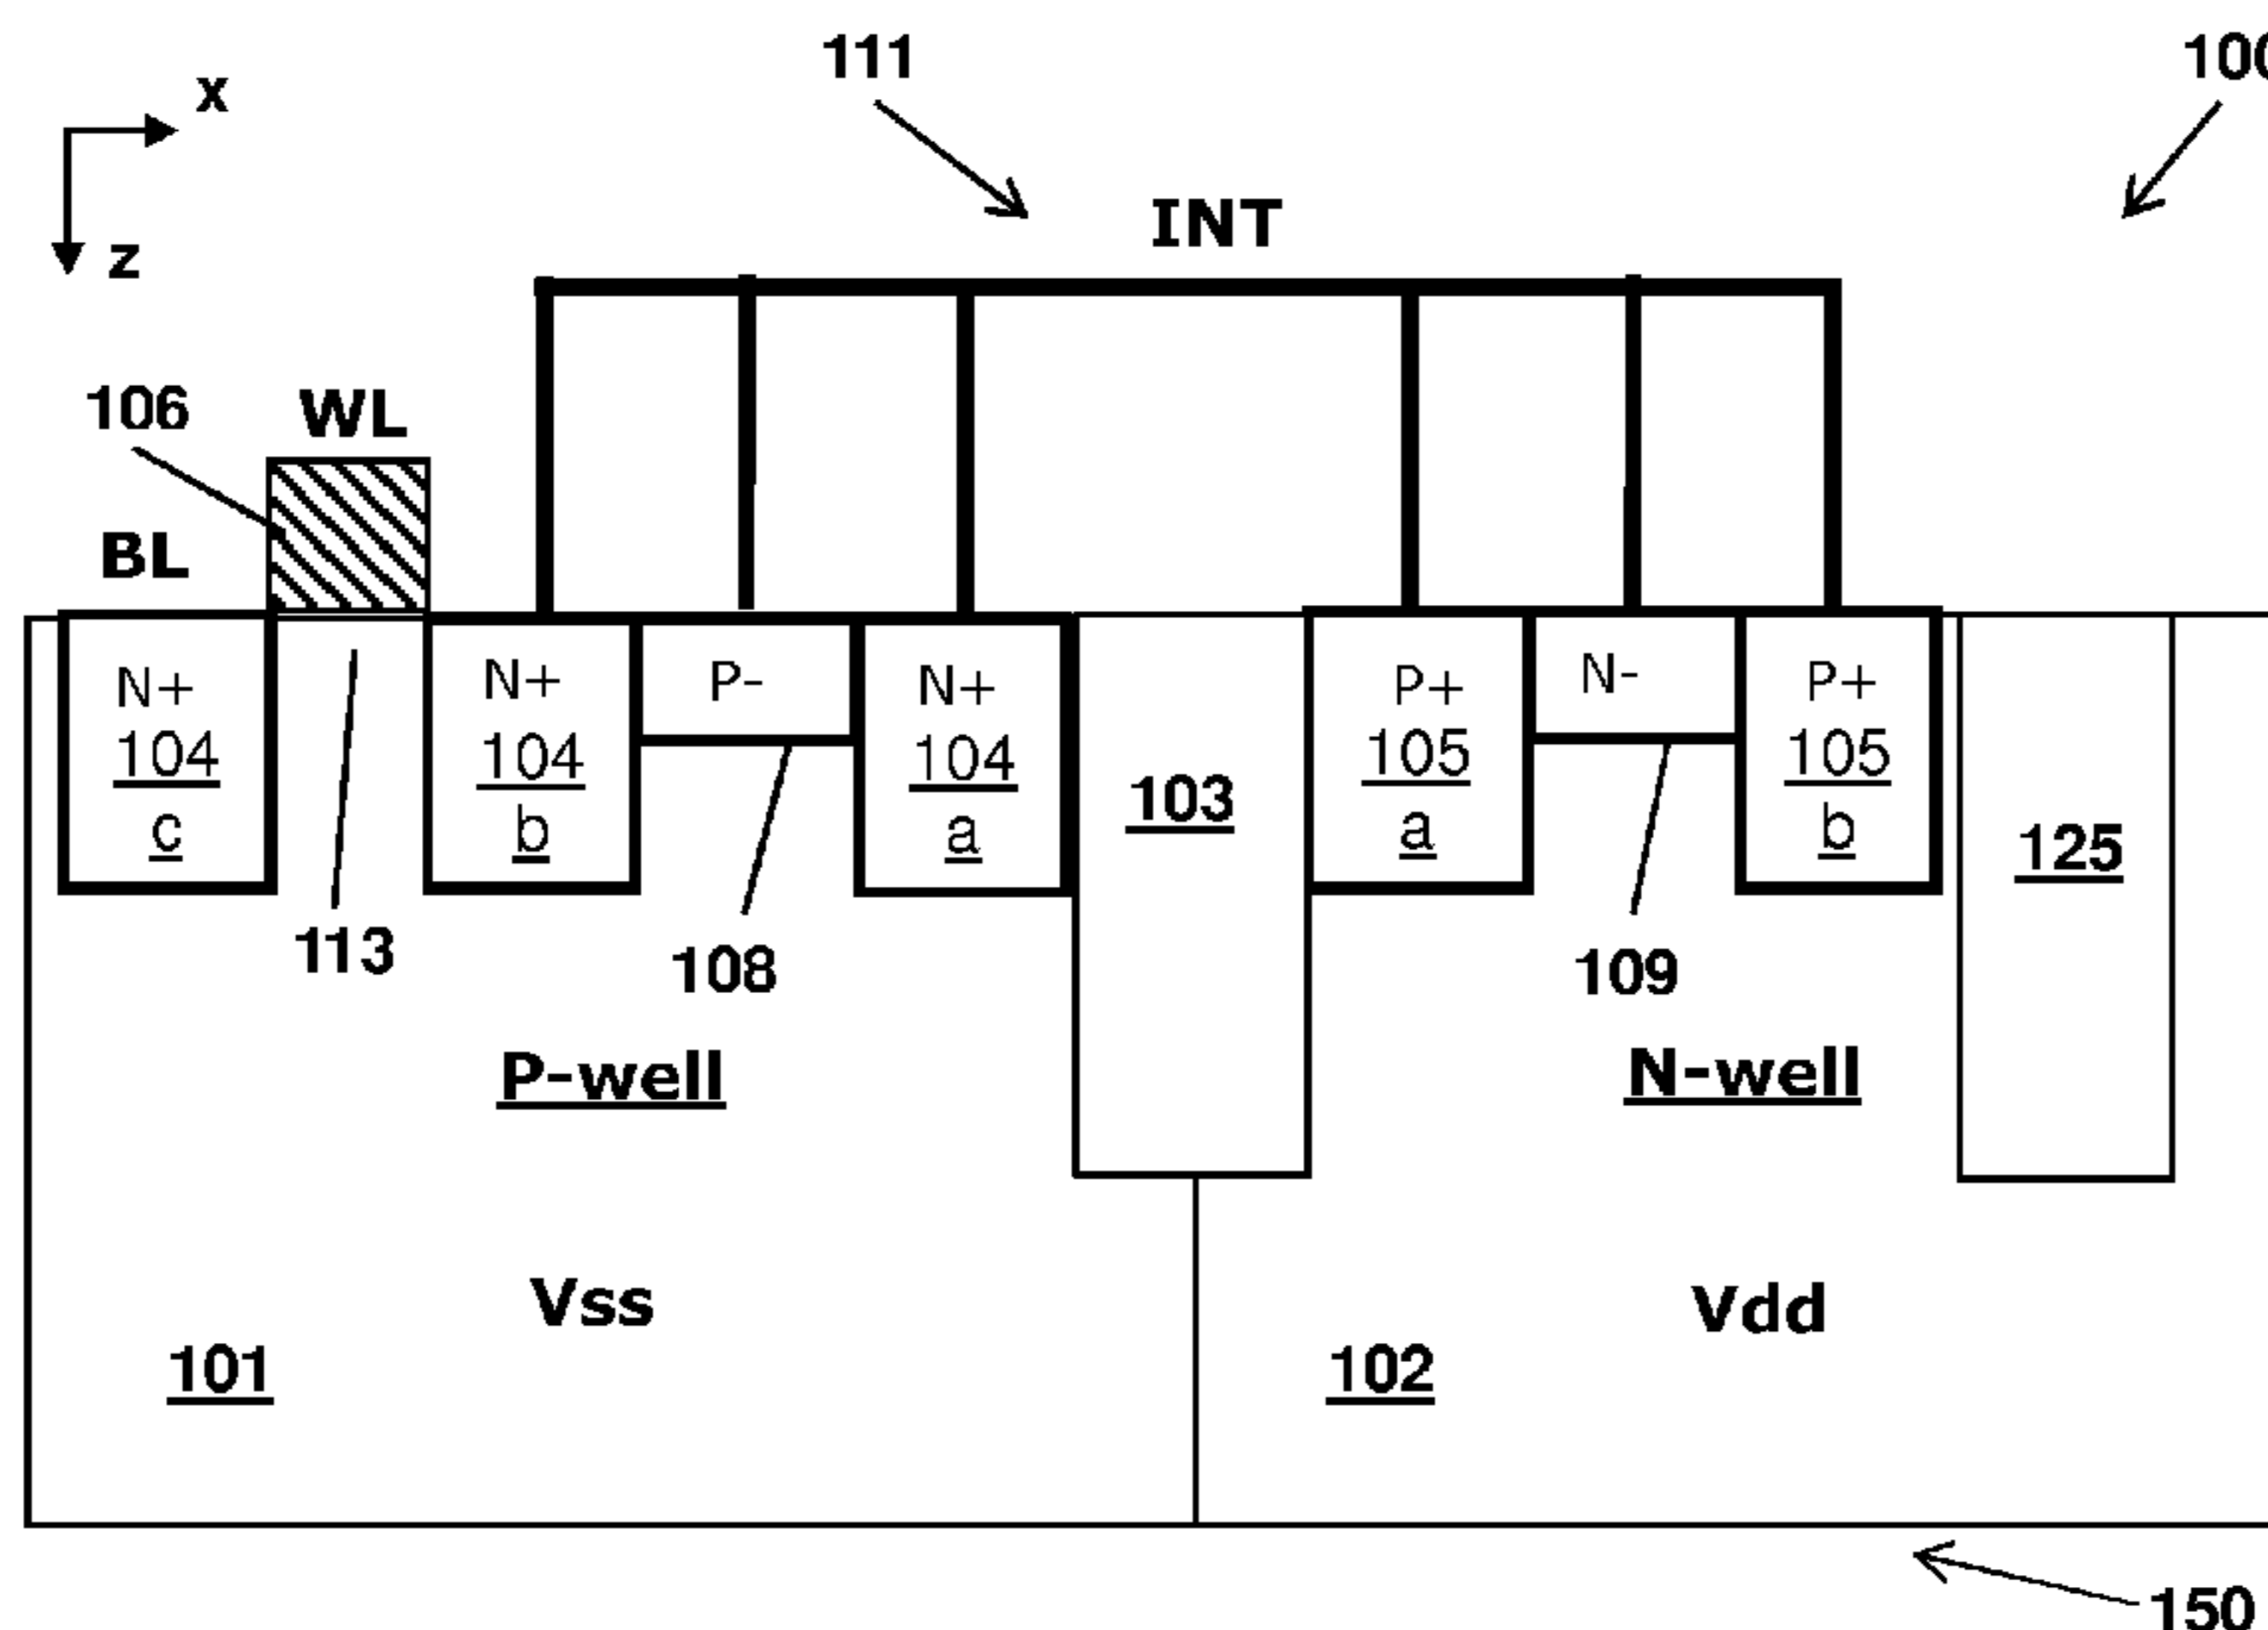 111
100
x
INT
z
106
WL
BL
N+
104
c
N+
104
b
P-
N+
104
a
103
P+
105
a
N-
P+
105
b
125
113
108
109
P-well
N-well
Vss
Vdd
101
102
150